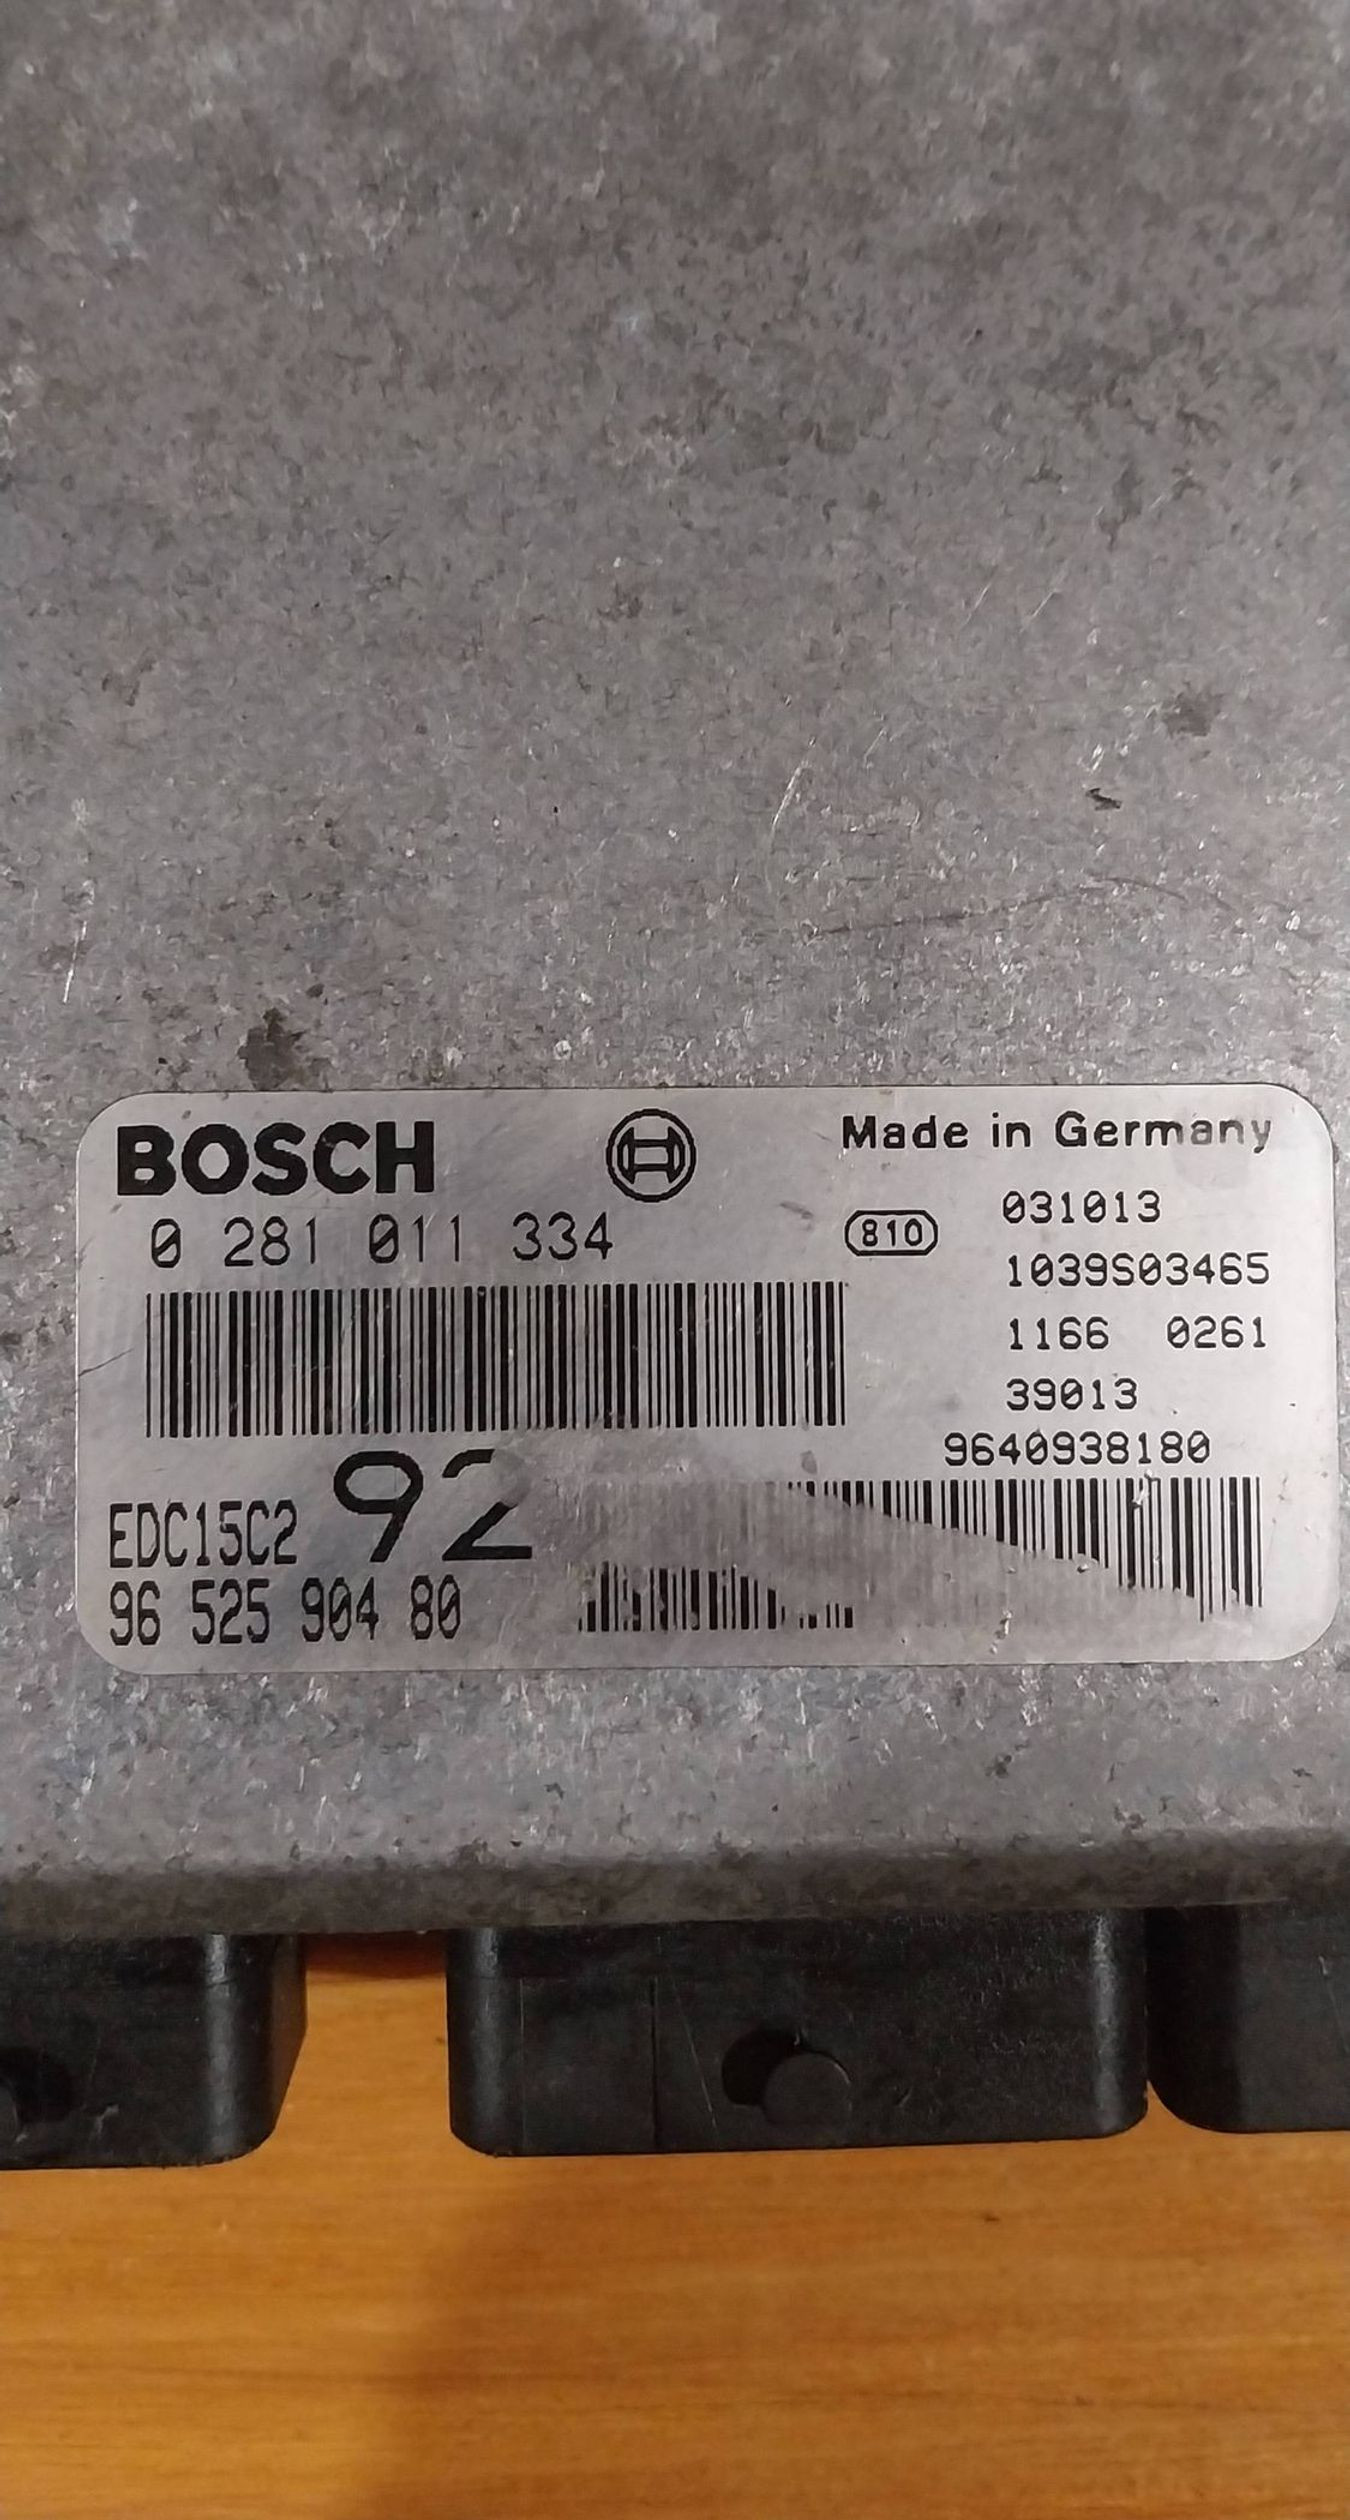 BOSCH
Made in Germany
0 281 011 334
810
031013
1039S03465
1166 0261
39013
9640938180
EDC15C2 92
96 525 904 80